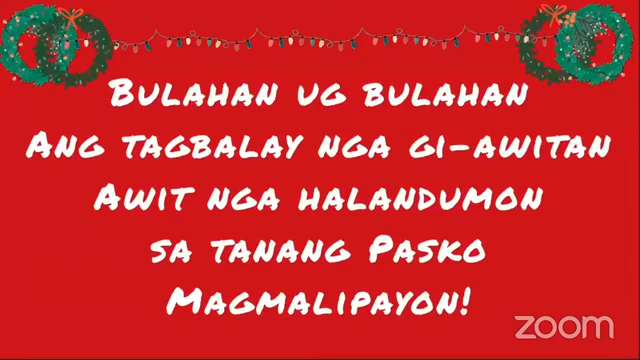 Bulahan ug bulahan
Ang tagbalay nga gi-awitan
Awit nga halandumon
sa tanang Pasko
Magmalipayon!
zoom